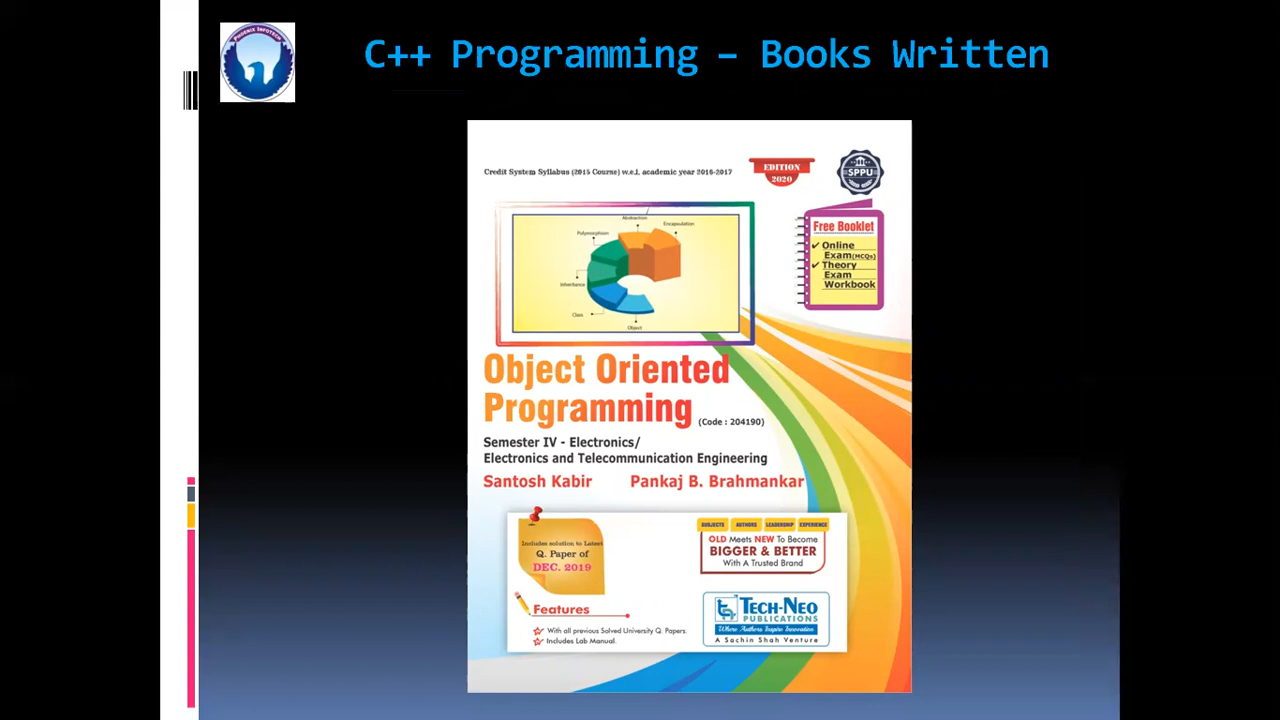 PHOENIX INFOTECH
C++ Programming – Books Written
Credit System Syllabus (2015 Course) w.e.f. academic year 2016-2017
EDITION
2020
SPPU
Abstraction
Encapsulation
Polymorphism
Inheritance
Class
Object
Free Booklet
✓ Online
Exam(MCQs)
✓ Theory
Exam
Workbook
Object Oriented
Programming (Code : 204190)
Semester IV - Electronics/
Electronics and Telecommunication Engineering
Santosh Kabir Pankaj B. Brahmankar
Includes solution to Latest
Q. Paper of
DEC. 2019
SUBJECTS AUTHORS LEADERSHIP EXPERIENCE
OLD Meets NEW To Become
BIGGER & BETTER
With A Trusted Brand
Features
With all previous Solved University Q. Papers.
Includes Lab Manual.
TECH-NEO
PUBLICATIONS
Where Authors Inspire Innovation
A Sachin Shah Venture